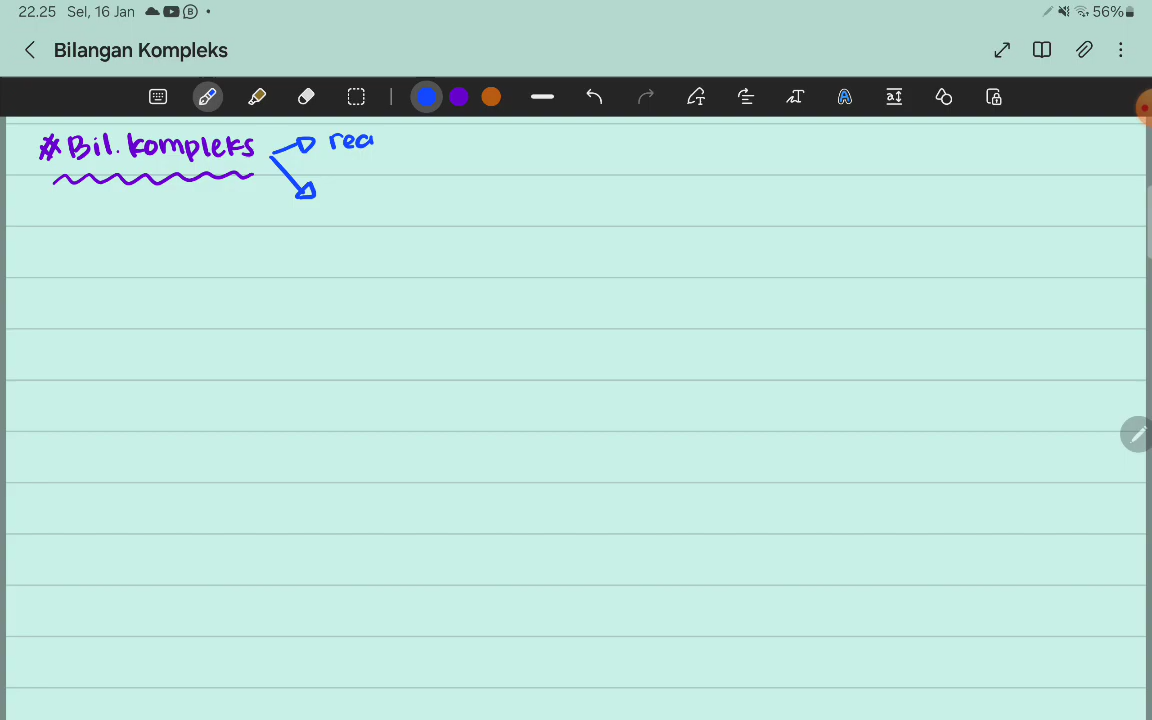 22.25 Sel, 16 Jan 56%
Bilangan Kompleks
# Bil. kompleks rea